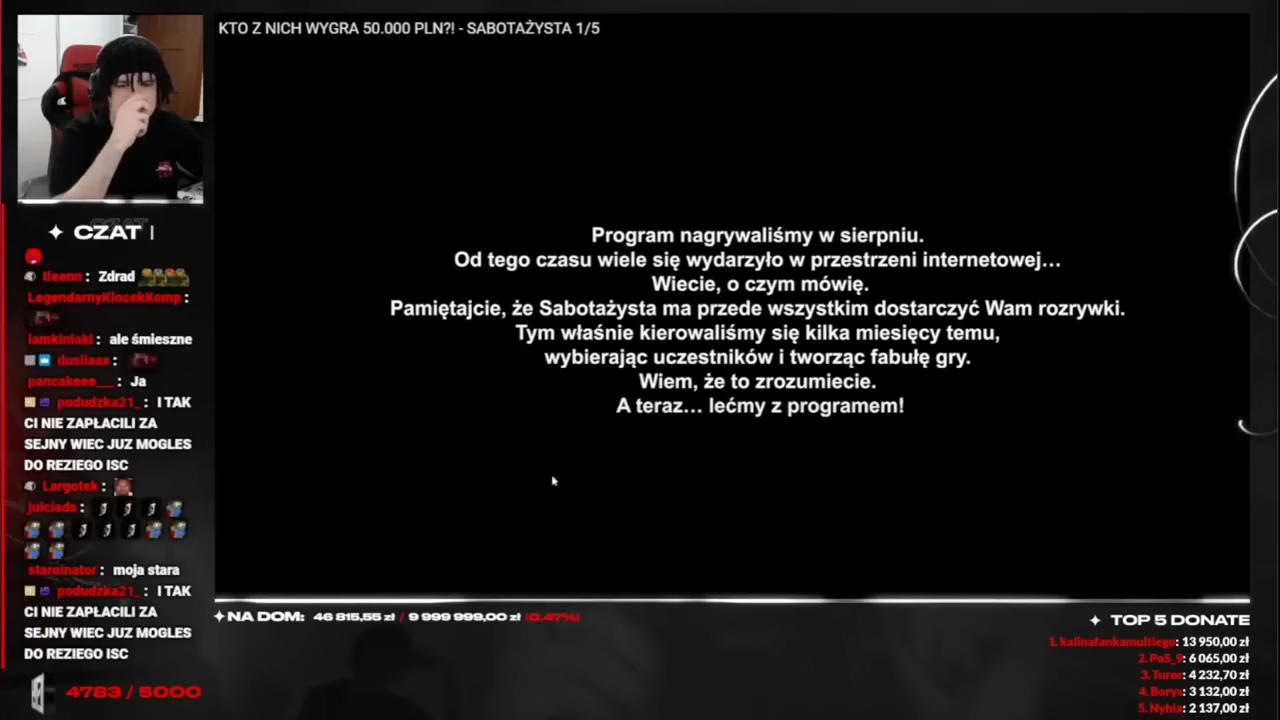 KTO Z NICH WYGRA 50.000 PLN?! - SABOTAŻYSTA 1/5
Program nagrywaliśmy w sierpniu.
Od tego czasu wiele się wydarzyło w przestrzeni internetowej...
Wiecie, o czym mówię.
Pamiętajcie, że Sabotażysta ma przede wszystkim dostarczyć Wam rozrywki.
Tym właśnie kierowaliśmy się kilka miesięcy temu,
wybierając uczestników i tworząc fabułę gry.
Wiem, że to zrozumiecie.
A teraz... lećmy z programem!
CZAT
Ileenn : Zdrad
LegendarnyKlocekKomp :
iamkiniaki : ale śmieszne
dusiiaax :
pancakeee__ : Ja
podudzka21_ : I TAK
CI NIE ZAPŁACILI ZA
SEJNY WIEC JUZ MOGLES
DO REZIEGO ISC
Largotek :
juiciads :
staroinator : moja stara
podudzka21_ : I TAK
CI NIE ZAPŁACILI ZA
SEJNY WIEC JUZ MOGLES
DO REZIEGO ISC
4783 / 5000
NA DOM: 46 815,55 zł / 9 999 999,00 zł (0.47%)
TOP 5 DONATE
1. kalinafankamultiego: 13 950,00 zł
2. Po5_9: 6 065,00 zł
3. Turor: 4 232,70 zł
4. Borys: 3 132,00 zł
5. Nyhla: 2 137,00 zł